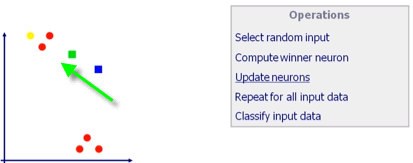 Operations
Select random input
Compute winner neuron
Update neurons
Repeat for all input data
Classify input data